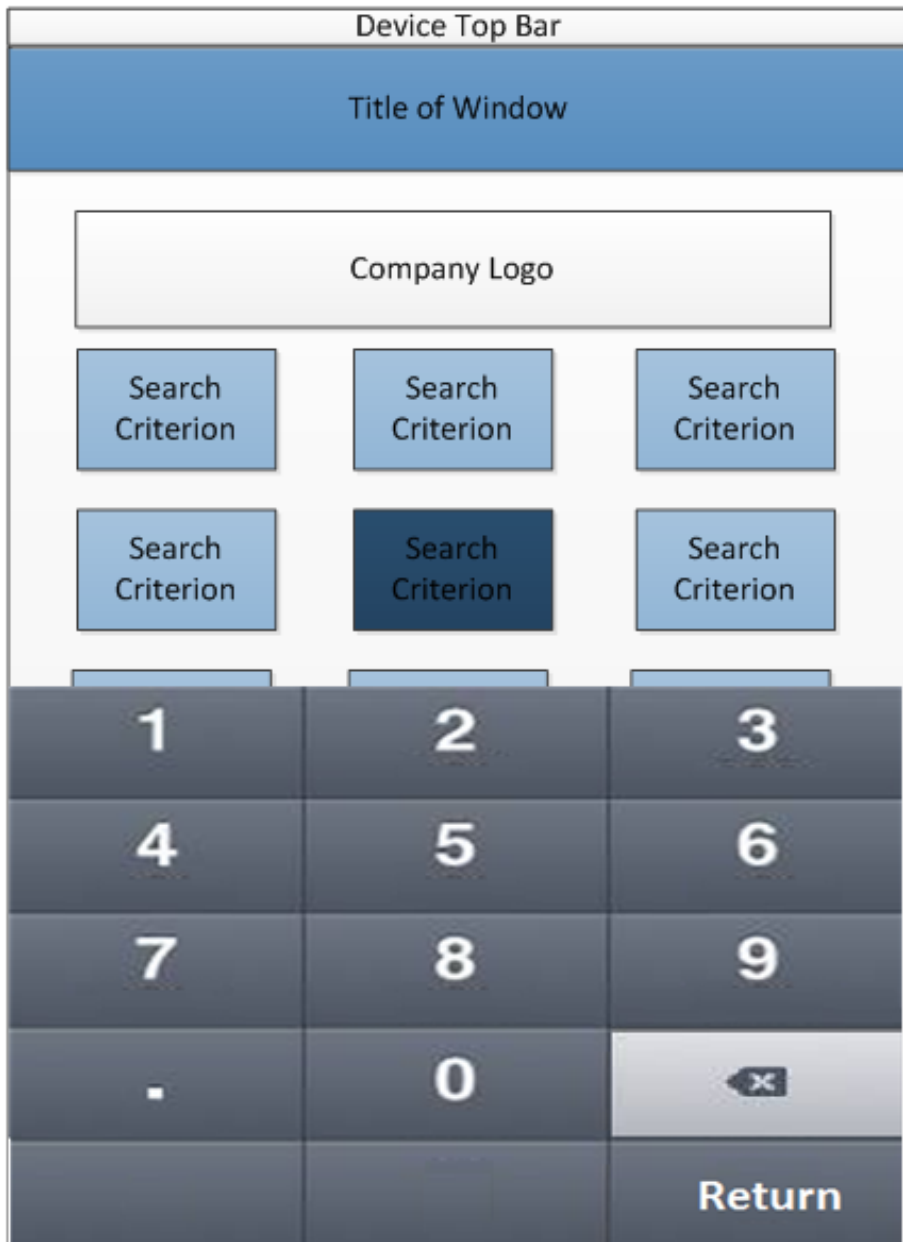 Device Top Bar
Title of Window
Company Logo
Search Search Search
Criterion Criterion Criterion
Search Search Search
Criterion Criterion Criterion
1 2 3
4 5 6
7 8 9
. 0
Return